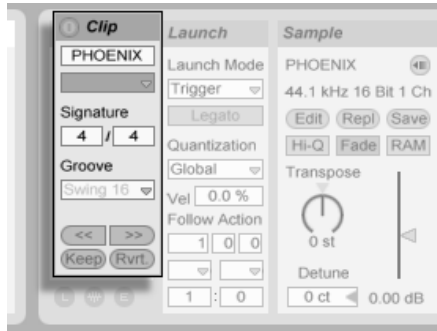 Clip
PHOENIX
Signature
4 / 4
Groove
Swing 16
<< >>
Keep Rvrt.
L E
Launch
Launch Mode
Trigger
Legato
Quantization
Global
Vel 0.0 %
Follow Action
1 0 0
1 : 0
Sample
PHOENIX
44.1 kHz 16 Bit 1 Ch
Edit Repl Save
Hi-Q Fade RAM
Transpose
0 st
Detune
0 ct 0.00 dB